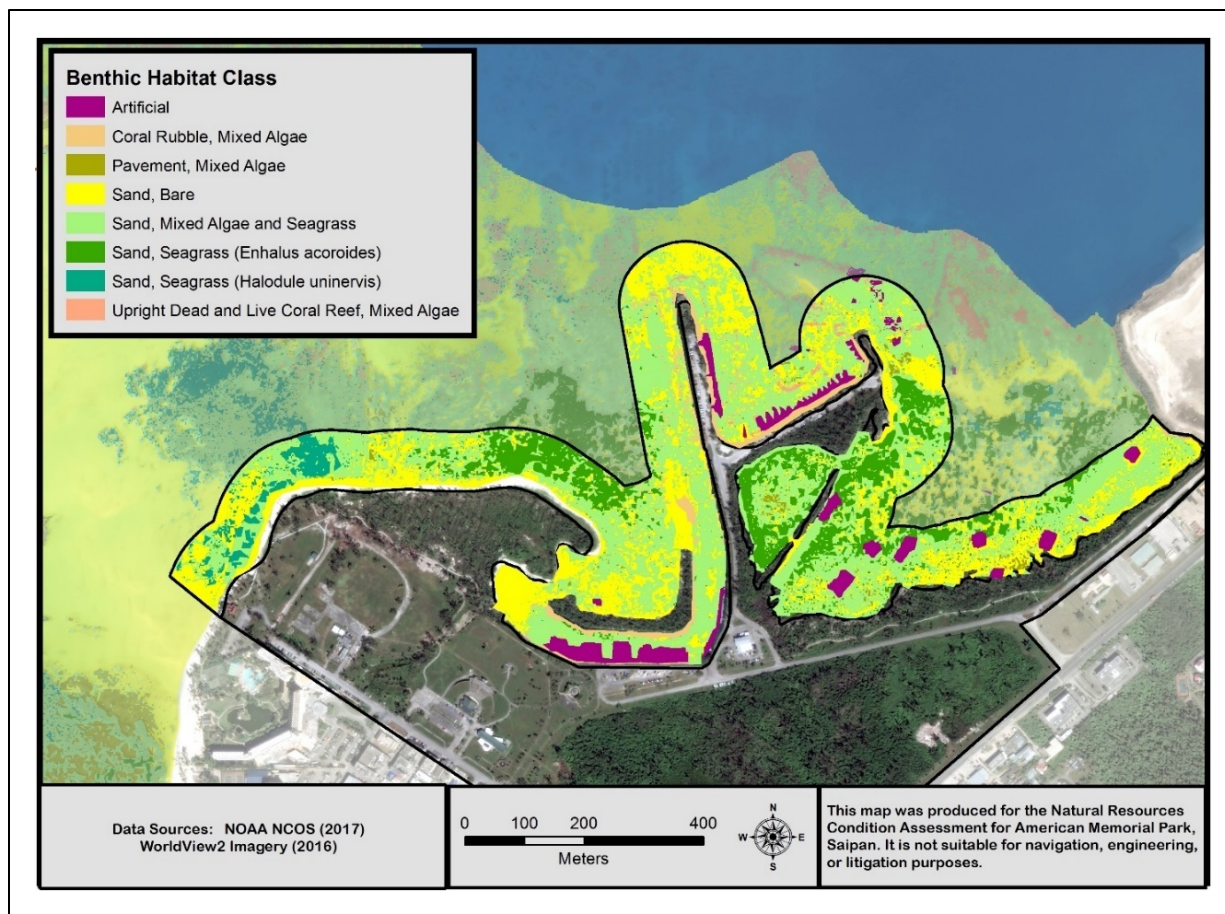 Benthic Habitat Class
Artificial
Coral Rubble, Mixed Algae
Pavement, Mixed Algae
Sand, Bare
Sand, Mixed Algae and Seagrass
Sand, Seagrass (Enhalus acoroides)
Sand, Seagrass (Halodule uninervis)
Upright Dead and Live Coral Reef, Mixed Algae
Data Sources: NOAA NCOS (2017)
WorldView2 Imagery (2016)
0 100 200 400
Meters
N
W E
S
This map was produced for the Natural Resources
Condition Assessment for American Memorial Park,
Saipan. It is not suitable for navigation, engineering,
or litigation purposes.